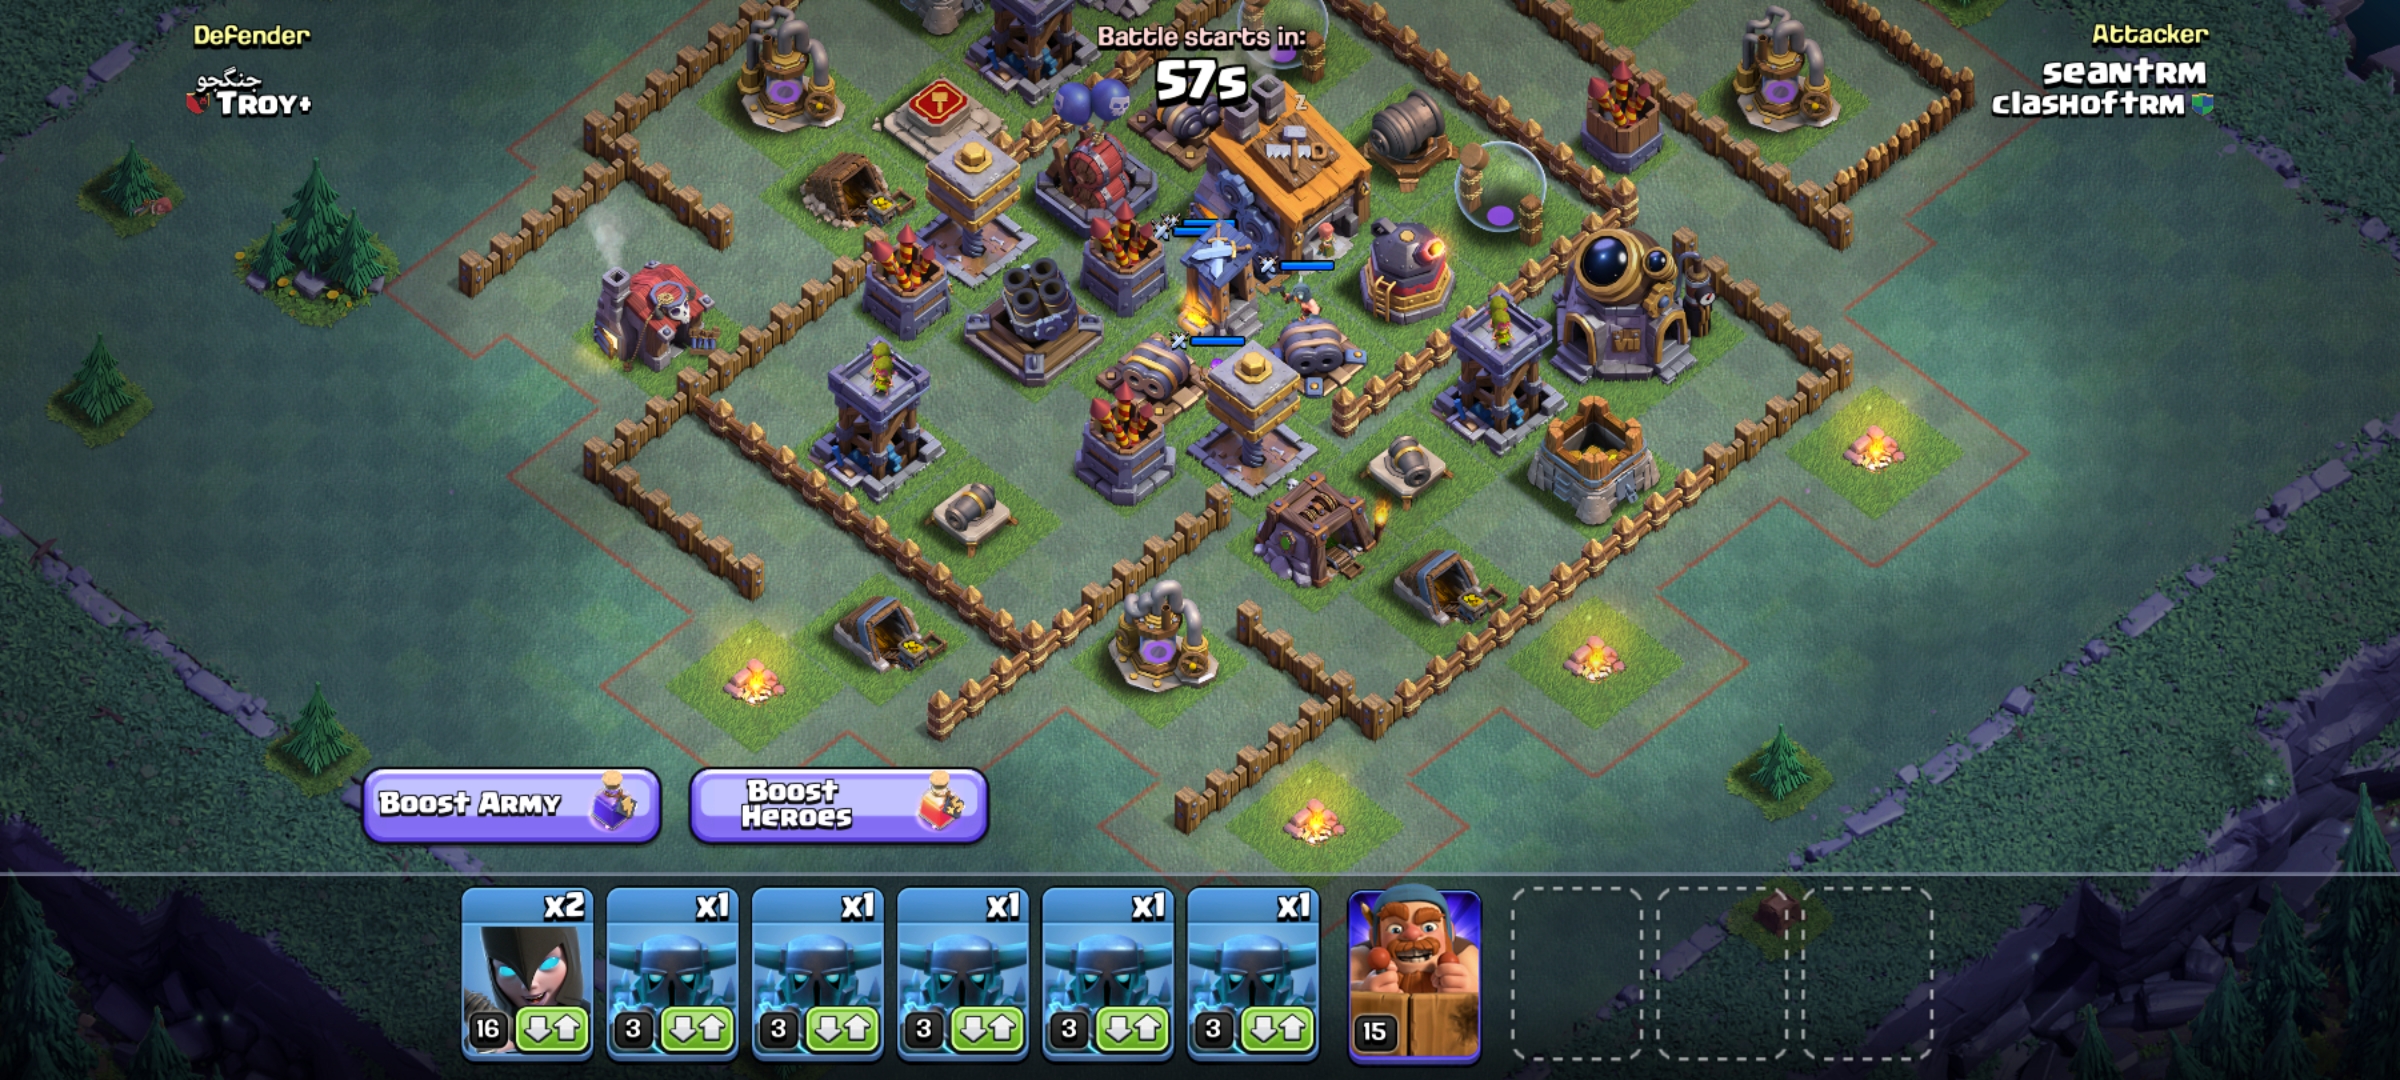 Defender
جنگجو
TROY+
Battle starts in:
57s
Attacker
seantRM
clashoftRM
Z
Boost Army
Boost
Heroes
x2
x1
x1
x1
x1
x1
16
3
3
3
3
3
15